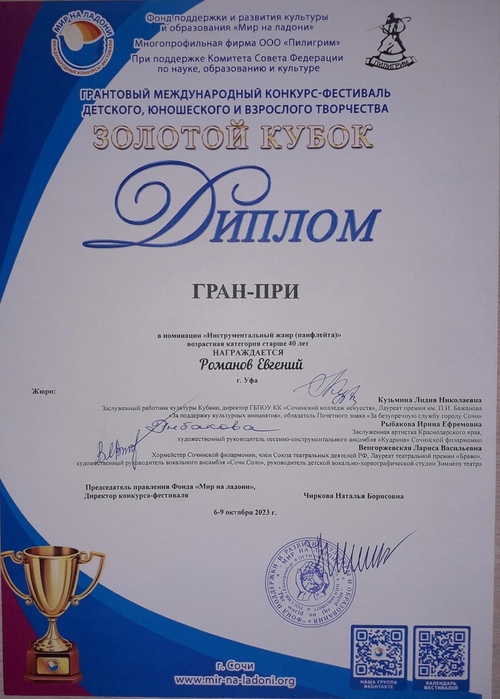 МИР НА ЛАДОНИ
Фонд поддержки и развития культуры
и образования «Мир на ладони»
Многопрофильная фирма ООО «Пилигрим»
При поддержке Комитета Совета Федерации
по науке, образованию и культуре
ПИЛИГРИМ
ГРАНТОВЫЙ МЕЖДУНАРОДНЫЙ КОНКУРС-ФЕСТИВАЛЬ
ДЕТСКОГО, ЮНОШЕСКОГО И ВЗРОСЛОГО ТВОРЧЕСТВА
ЗОЛОТОЙ КУБОК
ДИПЛОМ
ГРАН-ПРИ
в номинации «Инструментальный жанр (панфлейта)»
возрастная категория старше 40 лет
НАГРАЖДАЕТСЯ
Романов Евгений
г. Уфа
Жюри:
Кузьмина Лидия Николаевна
Заслуженный работник культуры Кубани, директор ГБПОУ КК «Сочинский колледж искусств», Лауреат премии им. П.И. Бажанова
«За поддержку культурных инициатив», обладатель Почетного знака «За безупречную службу городу Сочи»
Рыбакова Ирина Ефремовна
Заслуженная артистка Краснодарского края,
художественный руководитель песенно-инструментального ансамбля «Кудрина» Сочинской филармонии
Венгоржевская Лариса Васильевна
Хормейстер Сочинской филармонии, член Союза театральных деятелей РФ, Лауреат театральной премии «Браво»,
художественный руководитель вокального ансамбля «Сочи Соло», руководитель детской вокально-хореографической студии Зимнего театра
Председатель правления Фонда «Мир на ладони»,
Директор конкурса-фестиваля
Чиркова Наталья Борисовна
6-9 октября 2023 г.
г. Сочи
www.mir-na-ladoni.org
НАША ГРУППА
ВКОНТАКТЕ
КАЛЕНДАРЬ
ФЕСТИВАЛЕЙ